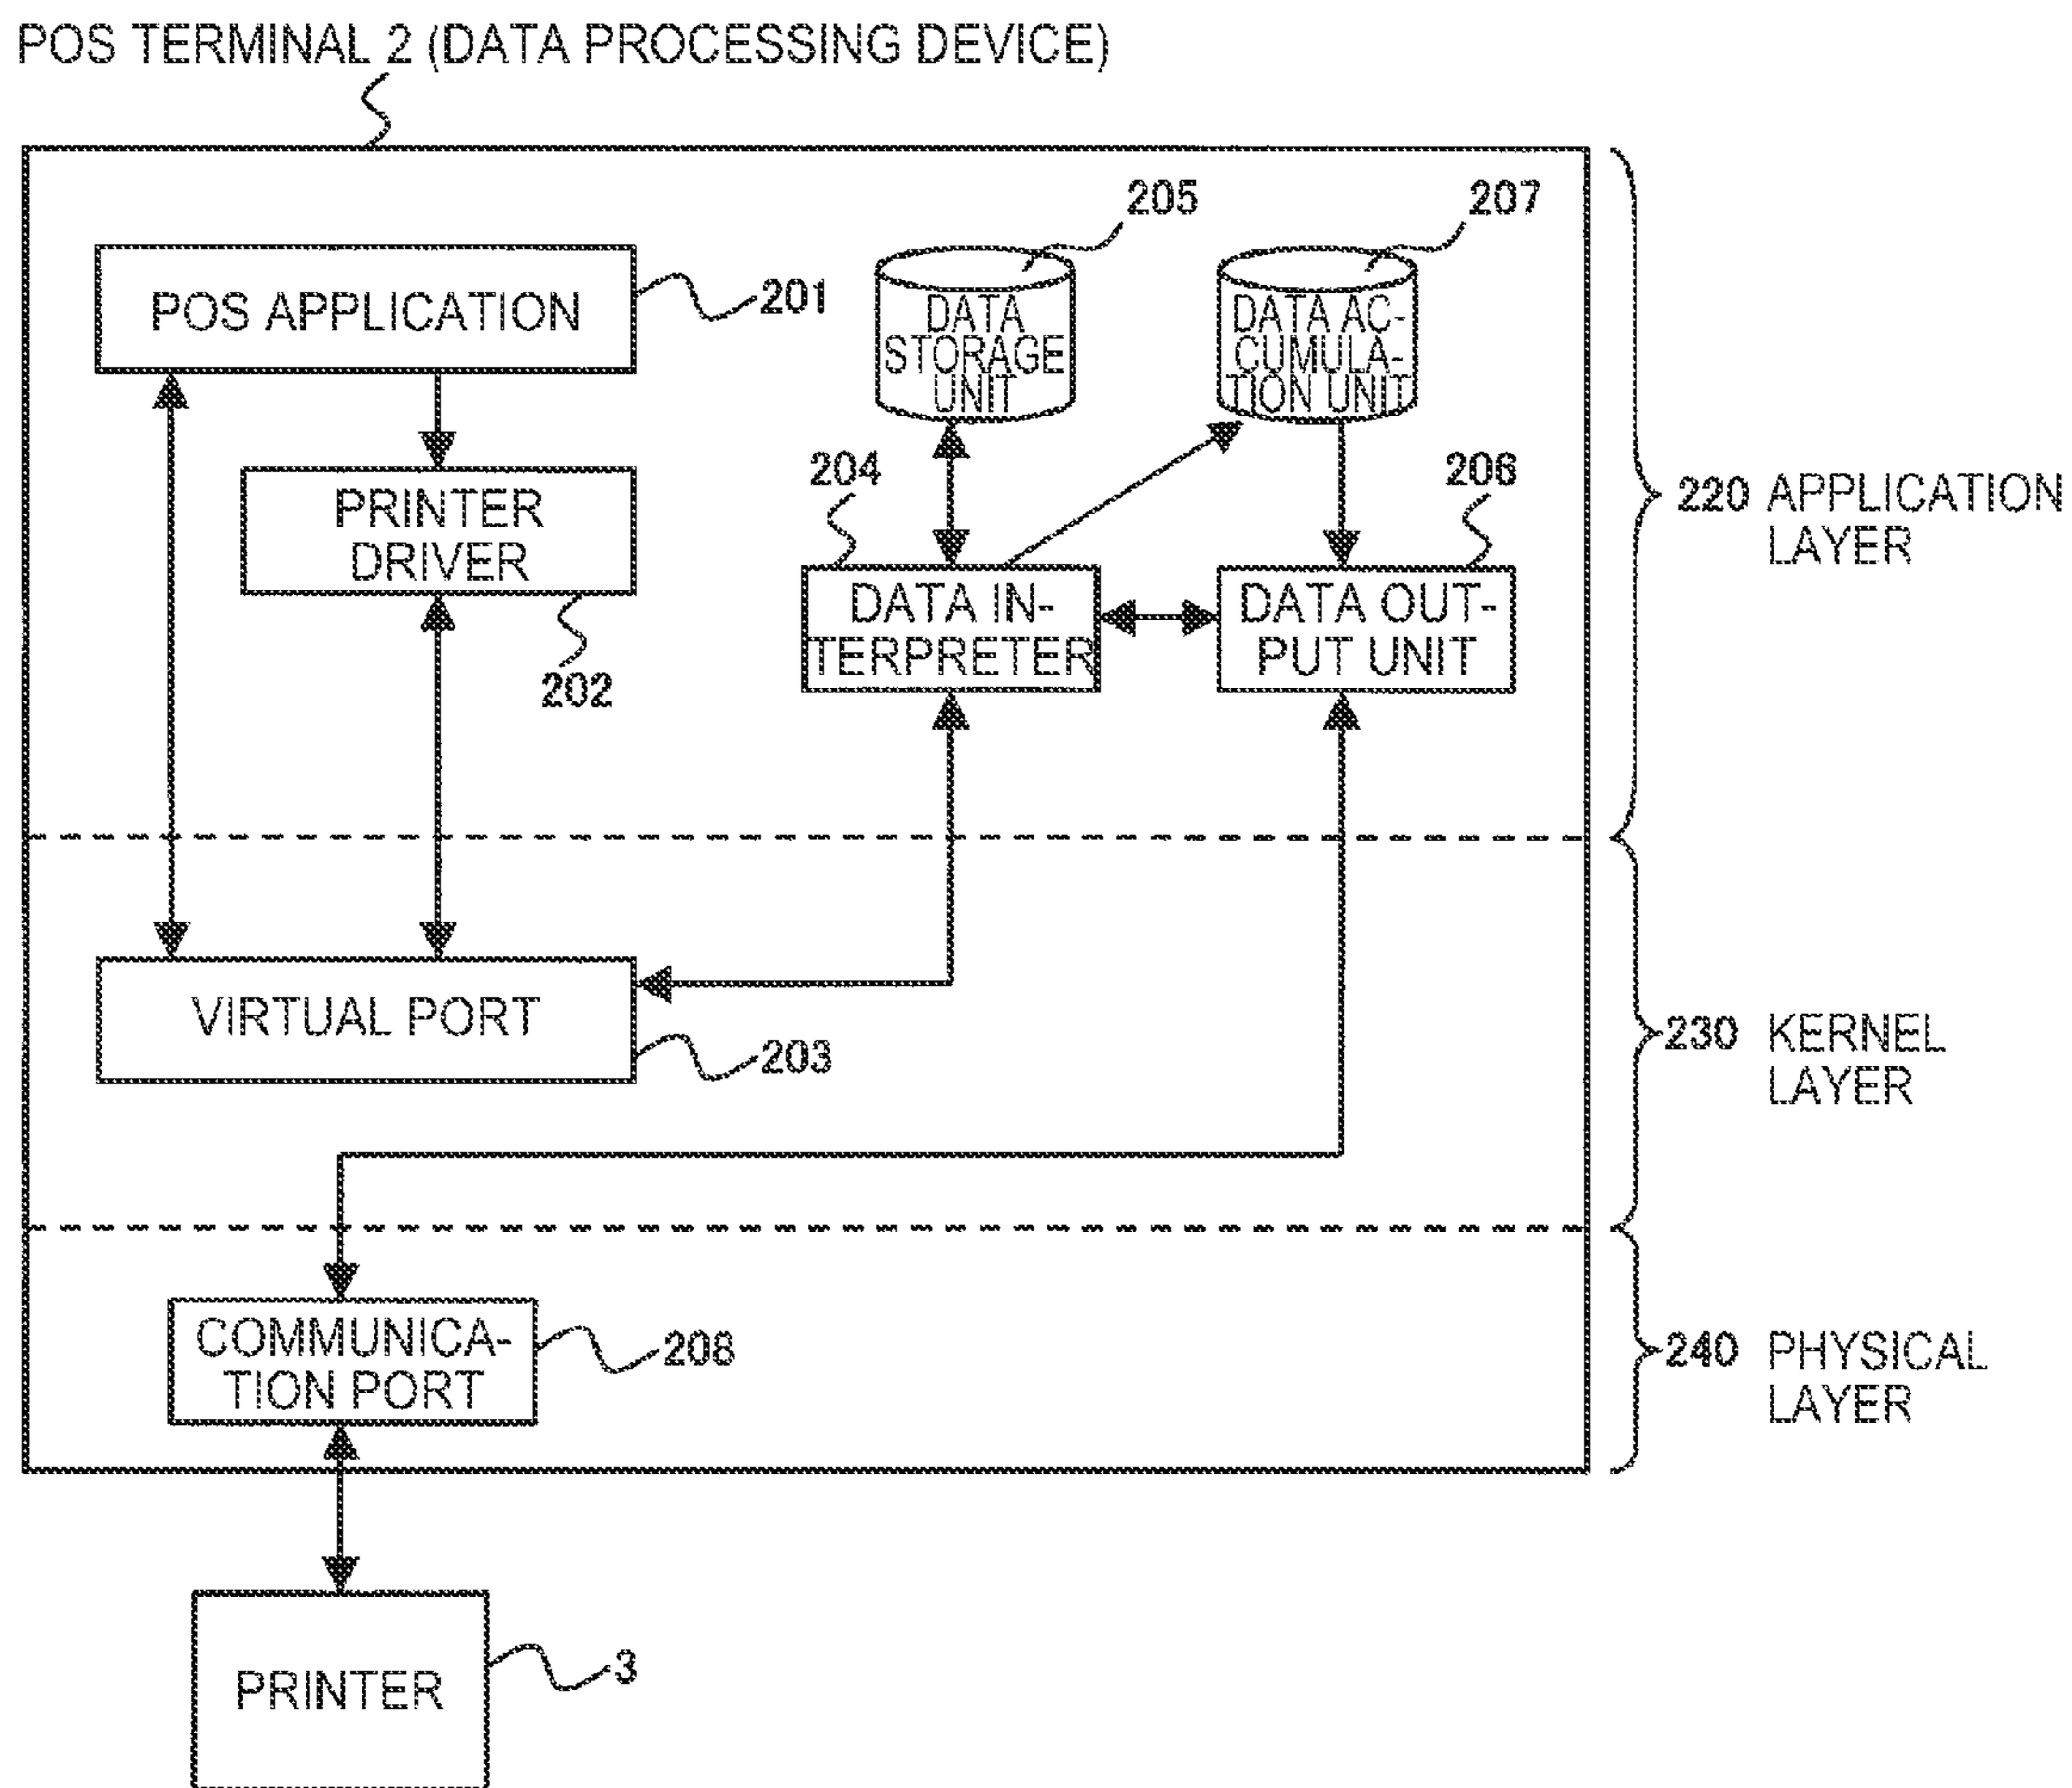 POS TERMINAL 2 (DATA PROCESSING DEVICE)
205
207
POS APPLICATION
201
DATA
STORAGE
UNIT
DATA AC-
CUMULA-
TION UNIT
204
206
PRINTER
DRIVER
202
DATA IN-
TERPRETER
DATA OUT-
PUT UNIT
220 APPLICATION
LAYER
VIRTUAL PORT
203
230 KERNEL
LAYER
COMMUNICA-
TION PORT
208
240 PHYSICAL
LAYER
PRINTER
3